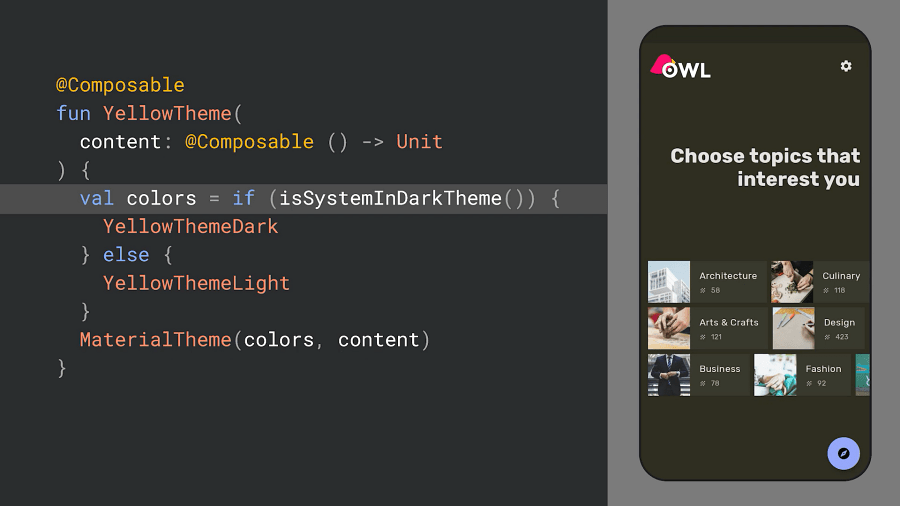 @Composable
fun YellowTheme(
content: @Composable () -> Unit
) {
val colors = if (isSystemInDarkTheme()) {
YellowThemeDark
} else {
YellowThemeLight
}
MaterialTheme(colors, content)
}
OWL
Choose topics that
interest you
Architecture
58
Culinary
118
Arts & Crafts
121
Design
423
Business
78
Fashion
92